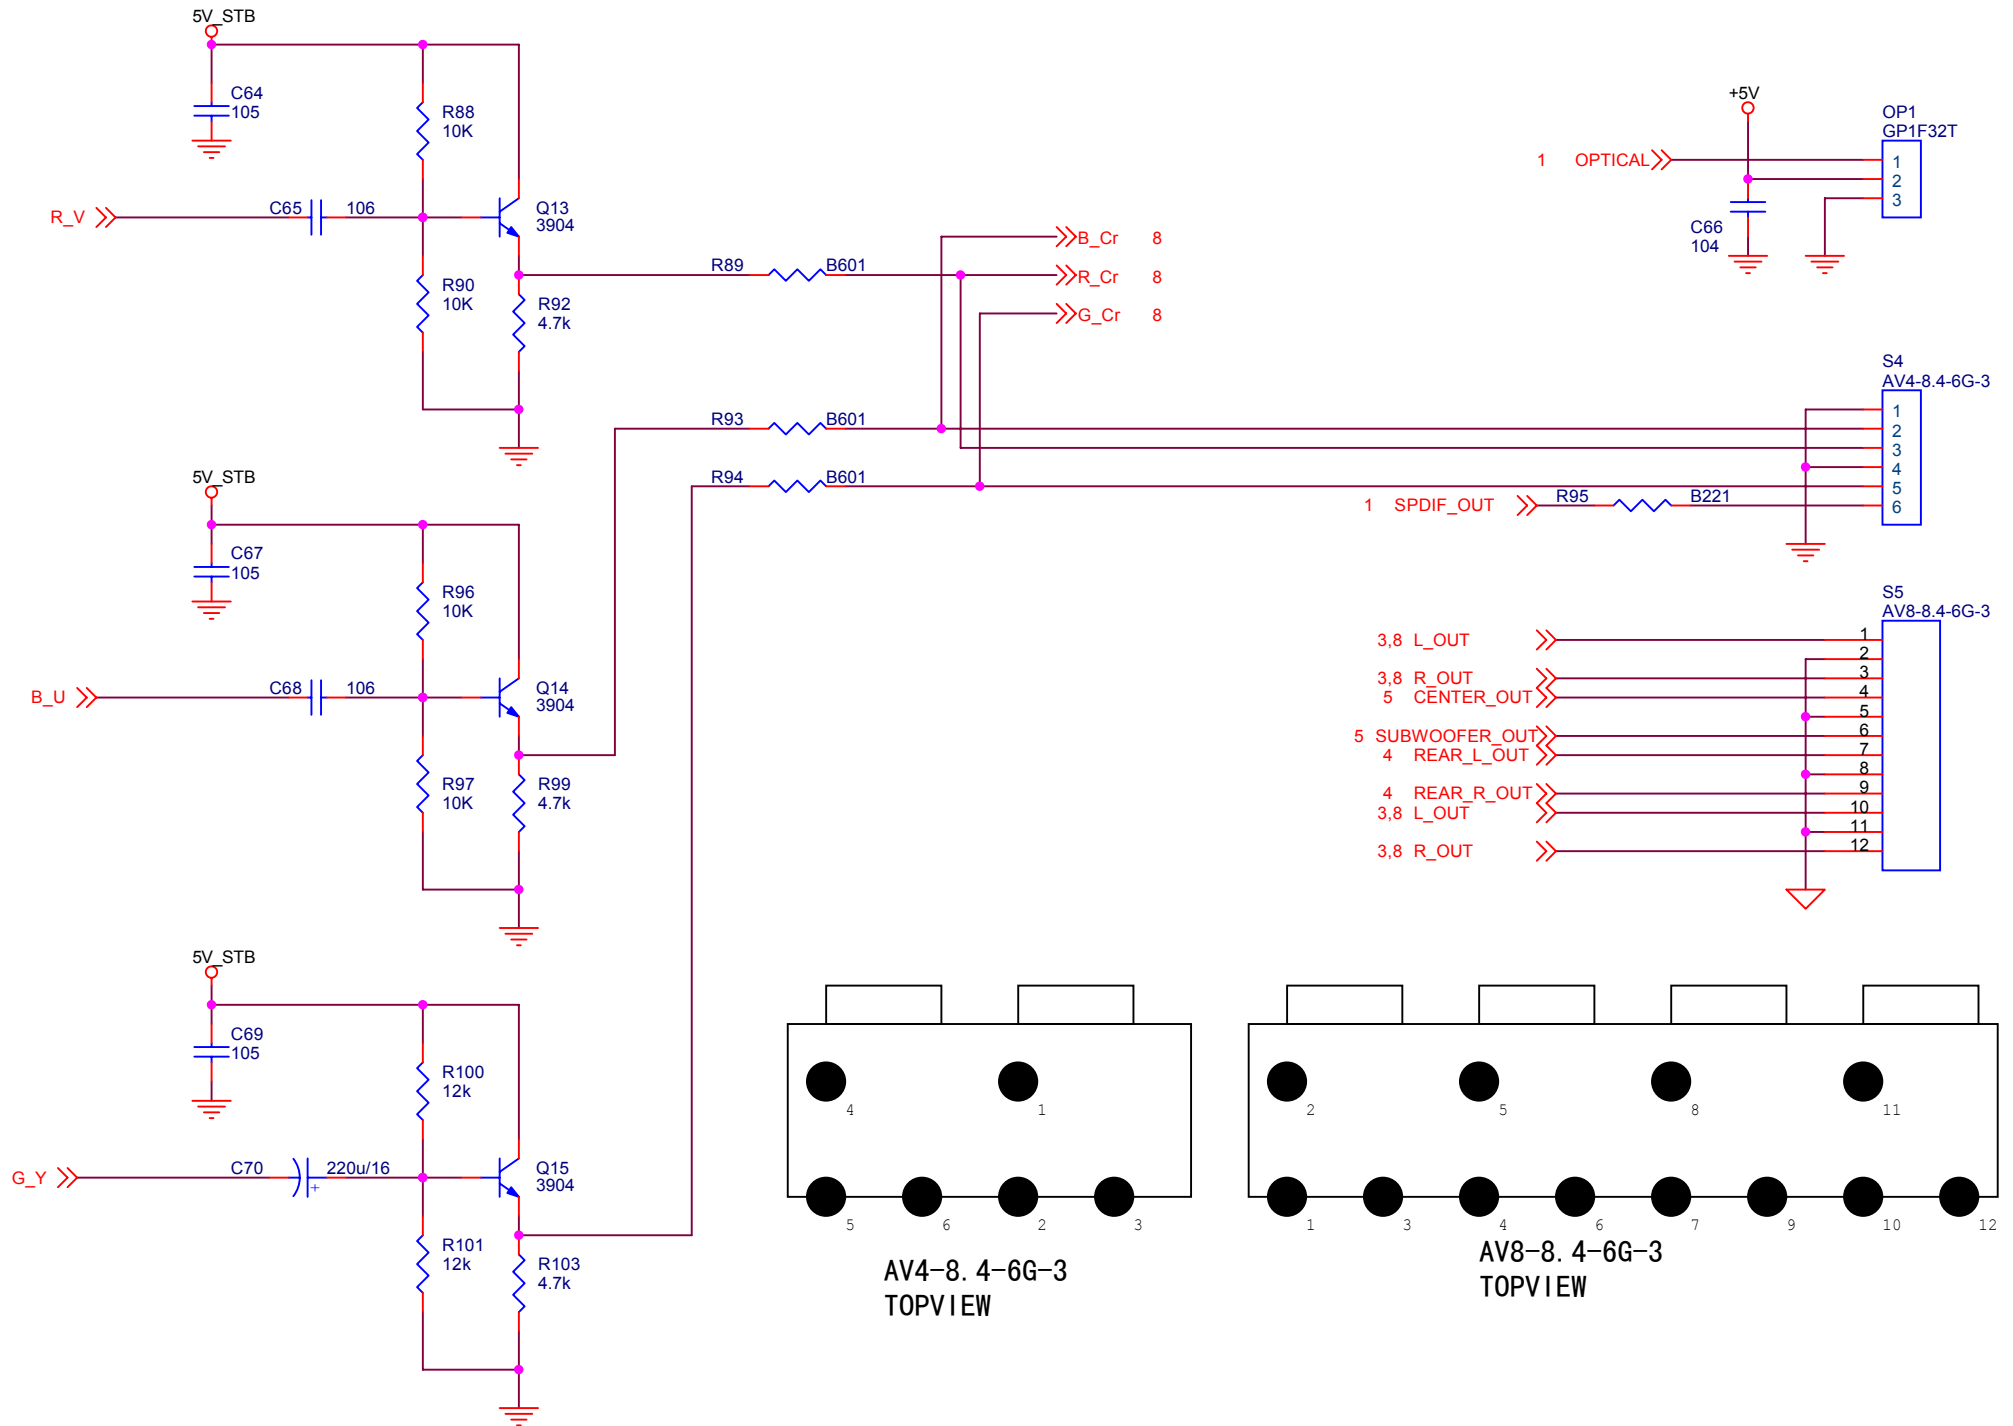 5V_STB
C64
105
R88
10K
R_V
C65
106
Q13
3904
R90
10K
R92
4.7k
R89
B601
B_Cr 8
R_Cr 8
G_Cr 8
+5V
OP1
GP1F32T
1 OPTICAL
1
2
3
C66
104
S4
AV4-8.4-6G-3
R93
B601
R94
B601
1 SPDIF_OUT
R95
B221
1
2
3
4
5
6
5V_STB
C67
105
R96
10K
B_U
C68
106
Q14
3904
R97
10K
R99
4.7k
S5
AV8-8.4-6G-3
3,8 L_OUT
3,8 R_OUT
5 CENTER_OUT
5 SUBWOOFER_OUT
4 REAR_L_OUT
4 REAR_R_OUT
3,8 L_OUT
3,8 R_OUT
1
2
3
4
5
6
7
8
9
10
11
12
5V_STB
C69
105
R100
12k
G_Y
C70
220u/16
+
Q15
3904
R101
12k
R103
4.7k
4 1
5 6 2 3
AV4-8.4-6G-3
TOPVIEW
2 5 8 11
1 3 4 6 7 9 10 12
AV8-8.4-6G-3
TOPVIEW